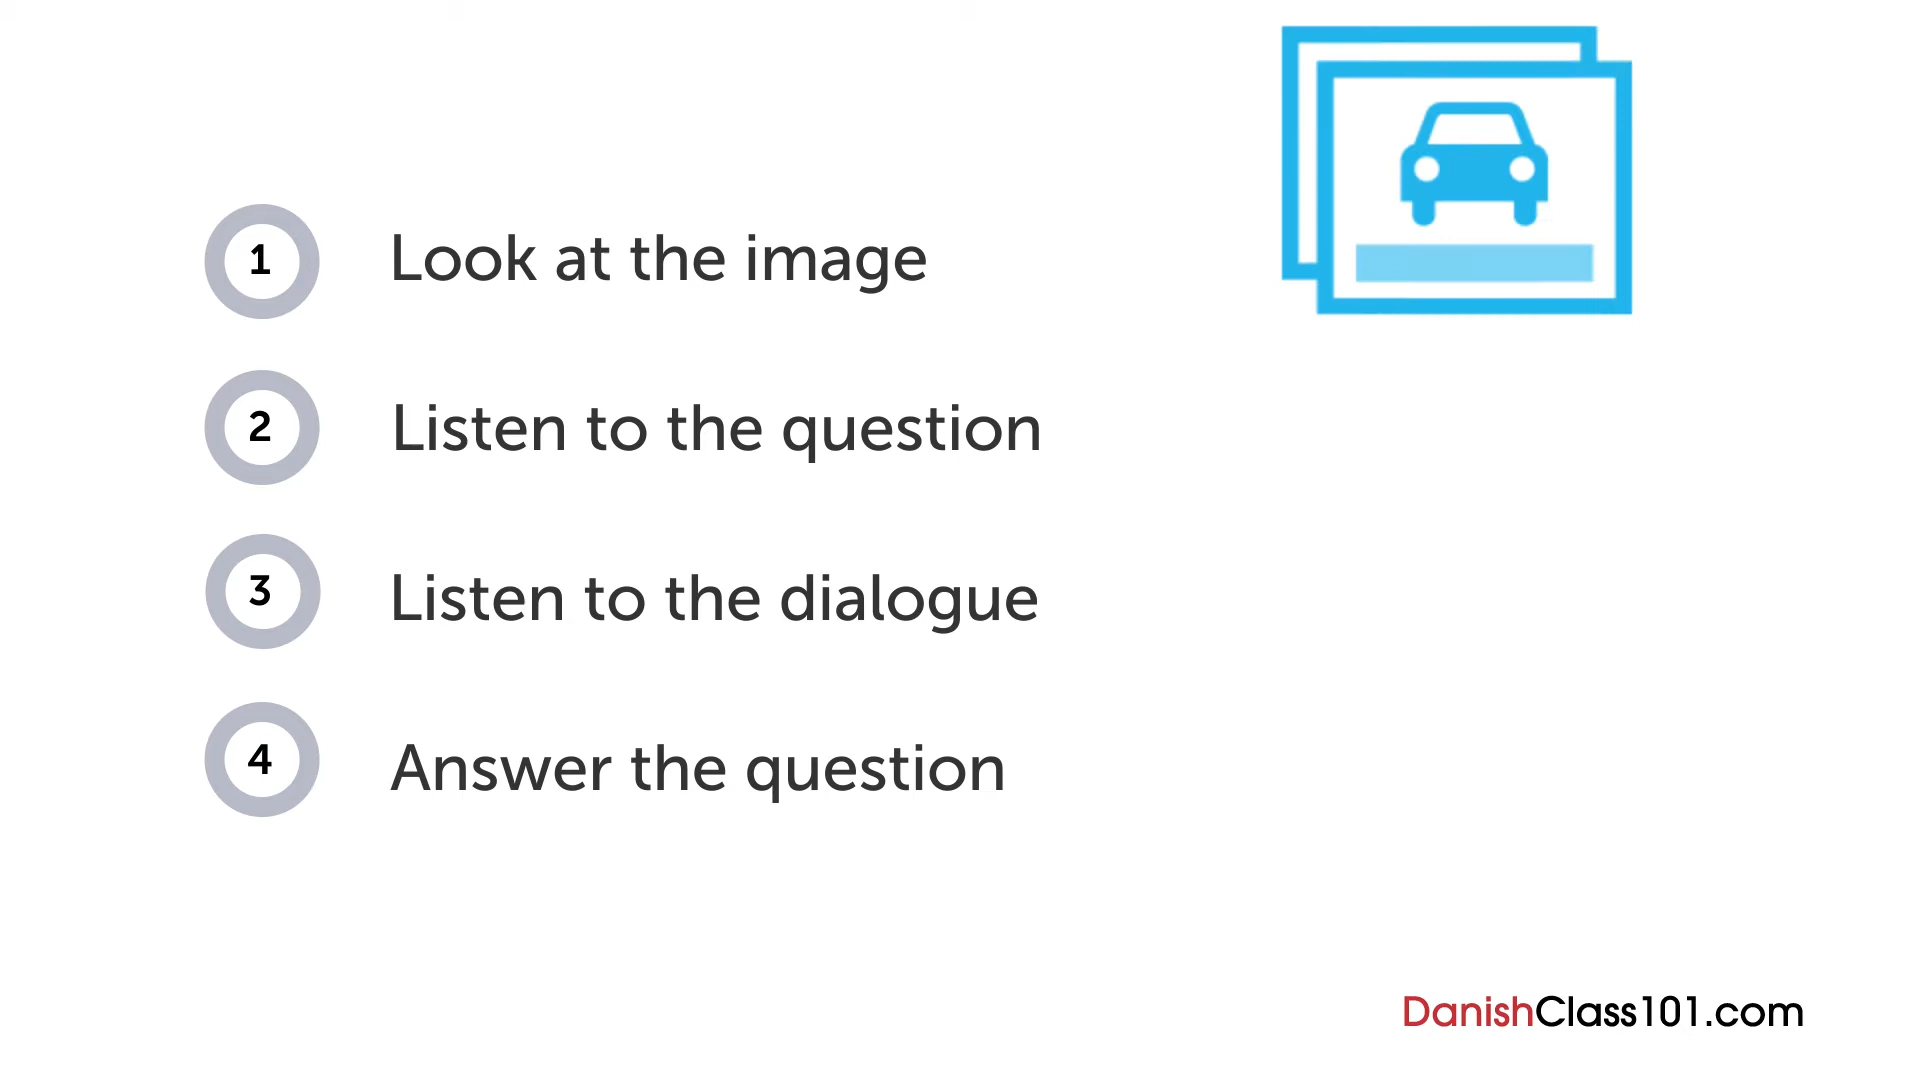 1 Look at the image
2 Listen to the question
3 Listen to the dialogue
4 Answer the question
DanishClass101.com